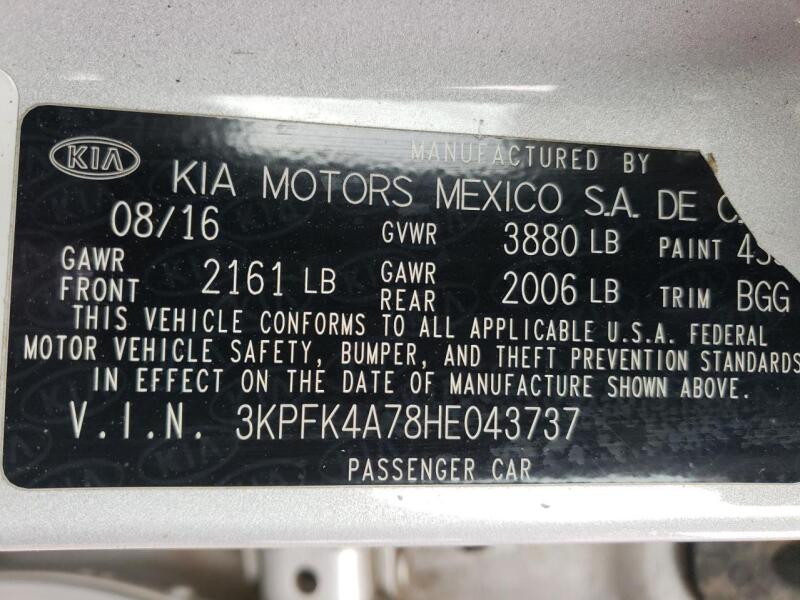 KIA
MANUFACTURED BY
KIA MOTORS MEXICO S.A. DE
08/16 GVWR 3880 LB PAINT
GAWR FRONT 2161 LB GAWR REAR 2006 LB TRIM BGG
THIS VEHICLE CONFORMS TO ALL APPLICABLE U.S.A. FEDERAL
MOTOR VEHICLE SAFETY, BUMPER, AND THEFT PREVENTION STANDARDS
IN EFFECT ON THE DATE OF MANUFACTURE SHOWN ABOVE.
V.I.N. 3KPFK4A78HE043737
PASSENGER CAR